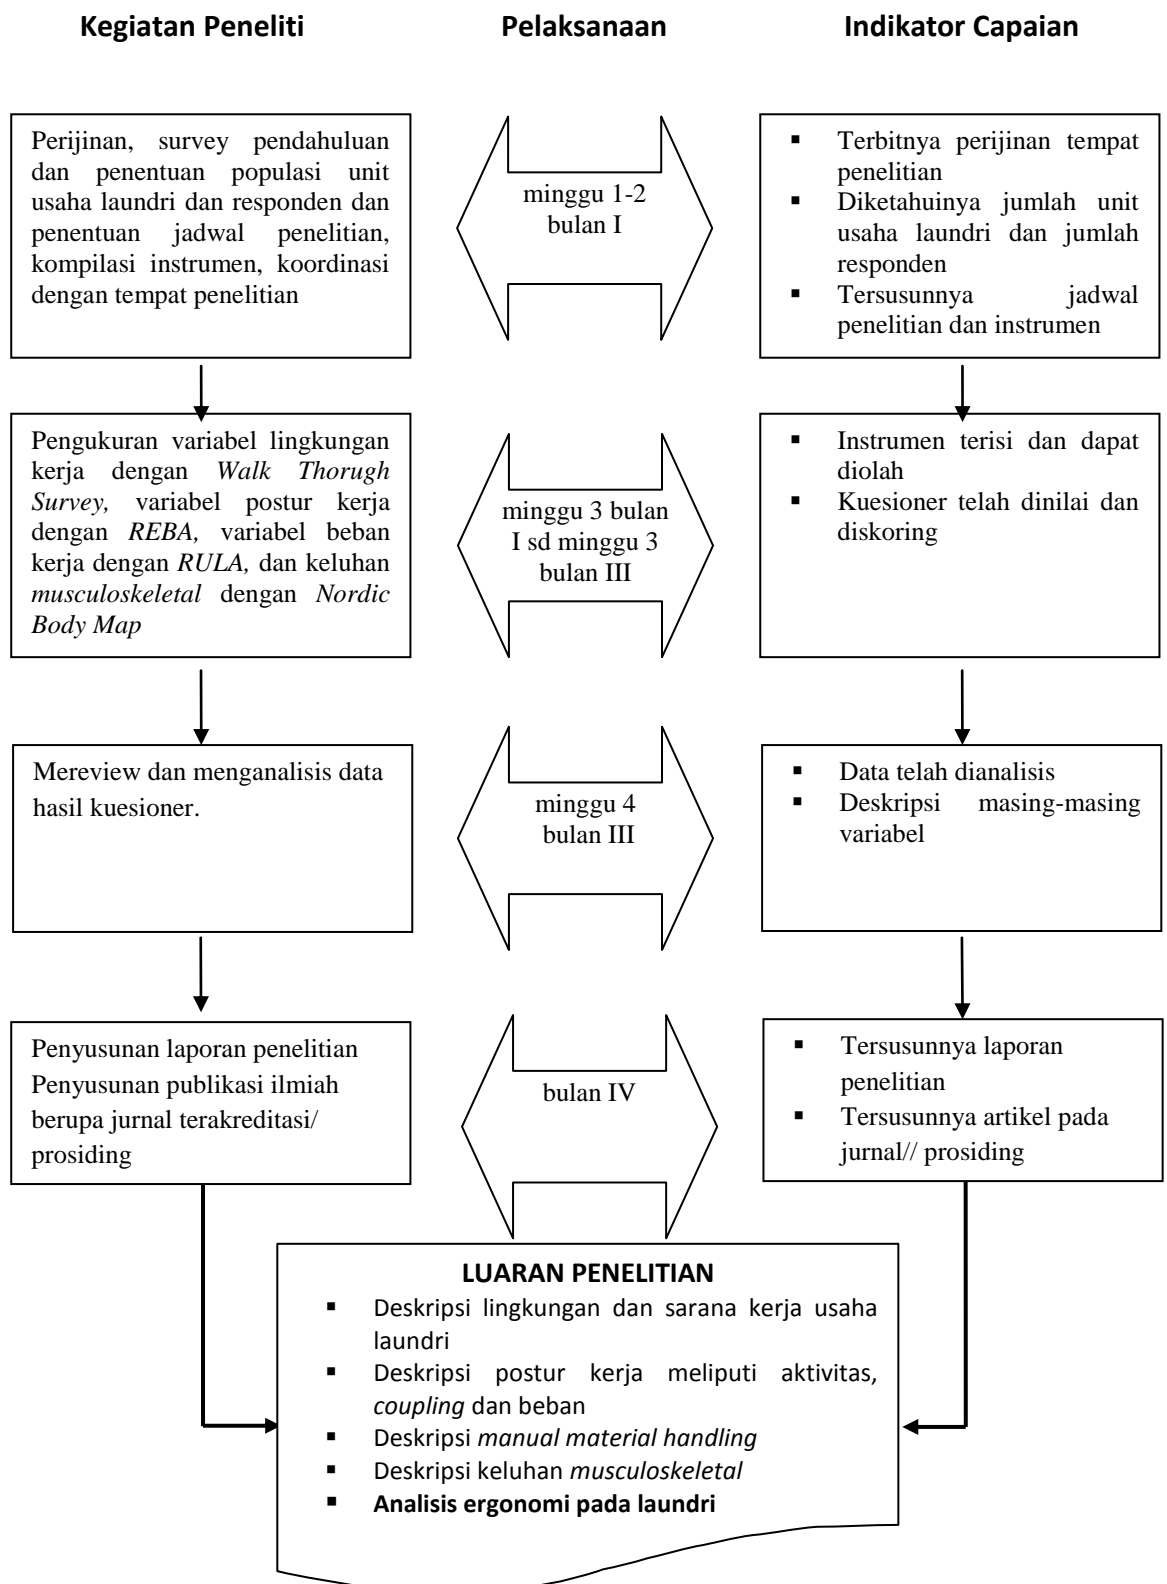 Kegiatan Peneliti
Pelaksanaan
Indikator Capaian
Perijinan, survey pendahuluan
dan penentuan populasi unit
usaha laundri dan responden dan
penentuan jadwal penelitian,
kompilasi instrumen, koordinasi
dengan tempat penelitian
minggu 1-2
bulan I
▪ Terbitnya perijinan tempat
penelitian
▪ Diketahuinya jumlah unit
usaha laundri dan jumlah
responden
▪ Tersusunnya jadwal
penelitian dan instrumen
Pengukuran variabel lingkungan
kerja dengan Walk Thorugh
Survey, variabel postur kerja
dengan REBA, variabel beban
kerja dengan RULA, dan keluhan
musculoskeletal dengan Nordic
Body Map
minggu 3 bulan
I sd minggu 3
bulan III
▪ Instrumen terisi dan dapat
diolah
▪ Kuesioner telah dinilai dan
diskoring
Mereview dan menganalisis data
hasil kuesioner.
minggu 4
bulan III
▪ Data telah dianalisis
▪ Deskripsi masing-masing
variabel
Penyusunan laporan penelitian
Penyusunan publikasi ilmiah
berupa jurnal terakreditasi/
prosiding
bulan IV
▪ Tersusunnya laporan
penelitian
▪ Tersusunnya artikel pada
jurnal// prosiding
LUARAN PENELITIAN
▪ Deskripsi lingkungan dan sarana kerja usaha
laundri
▪ Deskripsi postur kerja meliputi aktivitas,
coupling dan beban
▪ Deskripsi manual material handling
▪ Deskripsi keluhan musculoskeletal
▪ Analisis ergonomi pada laundri